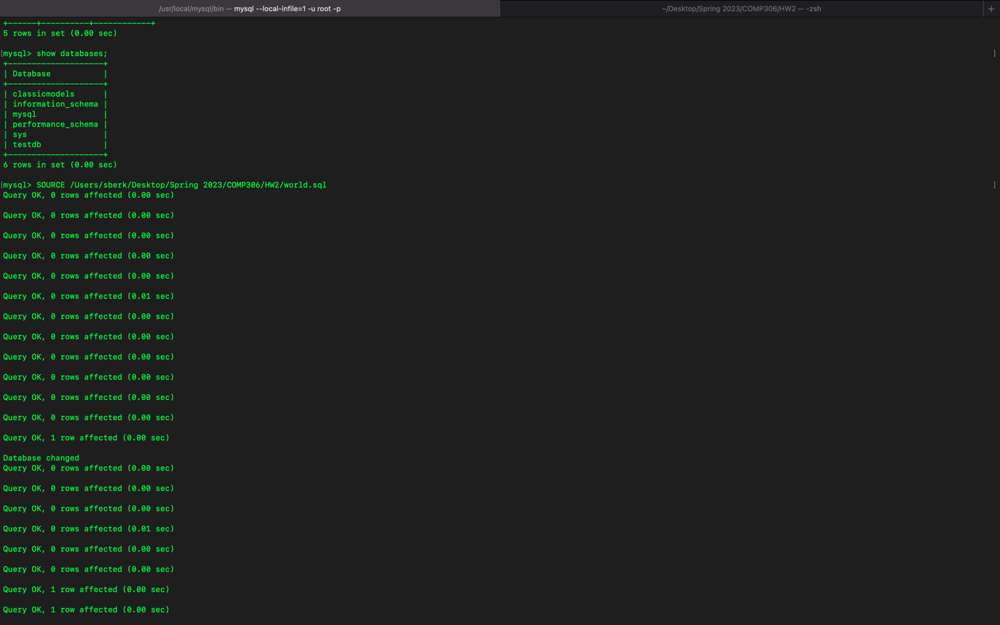 /usr/local/mysql/bin — mysql --local-infile=1 -u root -p
~/Desktop/Spring 2023/COMP306/HW2 — -zsh
+
+------+----------+------------+
5 rows in set (0.00 sec)
[mysql> show databases; ]
+--------------------+
| Database           |
+--------------------+
| classicmodels      |
| information_schema |
| mysql              |
| performance_schema |
| sys                |
| testdb             |
+--------------------+
6 rows in set (0.00 sec)
[mysql> SOURCE /Users/sberk/Desktop/Spring 2023/COMP306/HW2/world.sql ]
Query OK, 0 rows affected (0.00 sec)
Query OK, 0 rows affected (0.00 sec)
Query OK, 0 rows affected (0.00 sec)
Query OK, 0 rows affected (0.00 sec)
Query OK, 0 rows affected (0.00 sec)
Query OK, 0 rows affected (0.01 sec)
Query OK, 0 rows affected (0.00 sec)
Query OK, 0 rows affected (0.00 sec)
Query OK, 0 rows affected (0.00 sec)
Query OK, 0 rows affected (0.00 sec)
Query OK, 0 rows affected (0.00 sec)
Query OK, 0 rows affected (0.00 sec)
Query OK, 1 row affected (0.00 sec)
Database changed
Query OK, 0 rows affected (0.00 sec)
Query OK, 0 rows affected (0.00 sec)
Query OK, 0 rows affected (0.00 sec)
Query OK, 0 rows affected (0.01 sec)
Query OK, 0 rows affected (0.00 sec)
Query OK, 0 rows affected (0.00 sec)
Query OK, 1 row affected (0.00 sec)
Query OK, 1 row affected (0.00 sec)